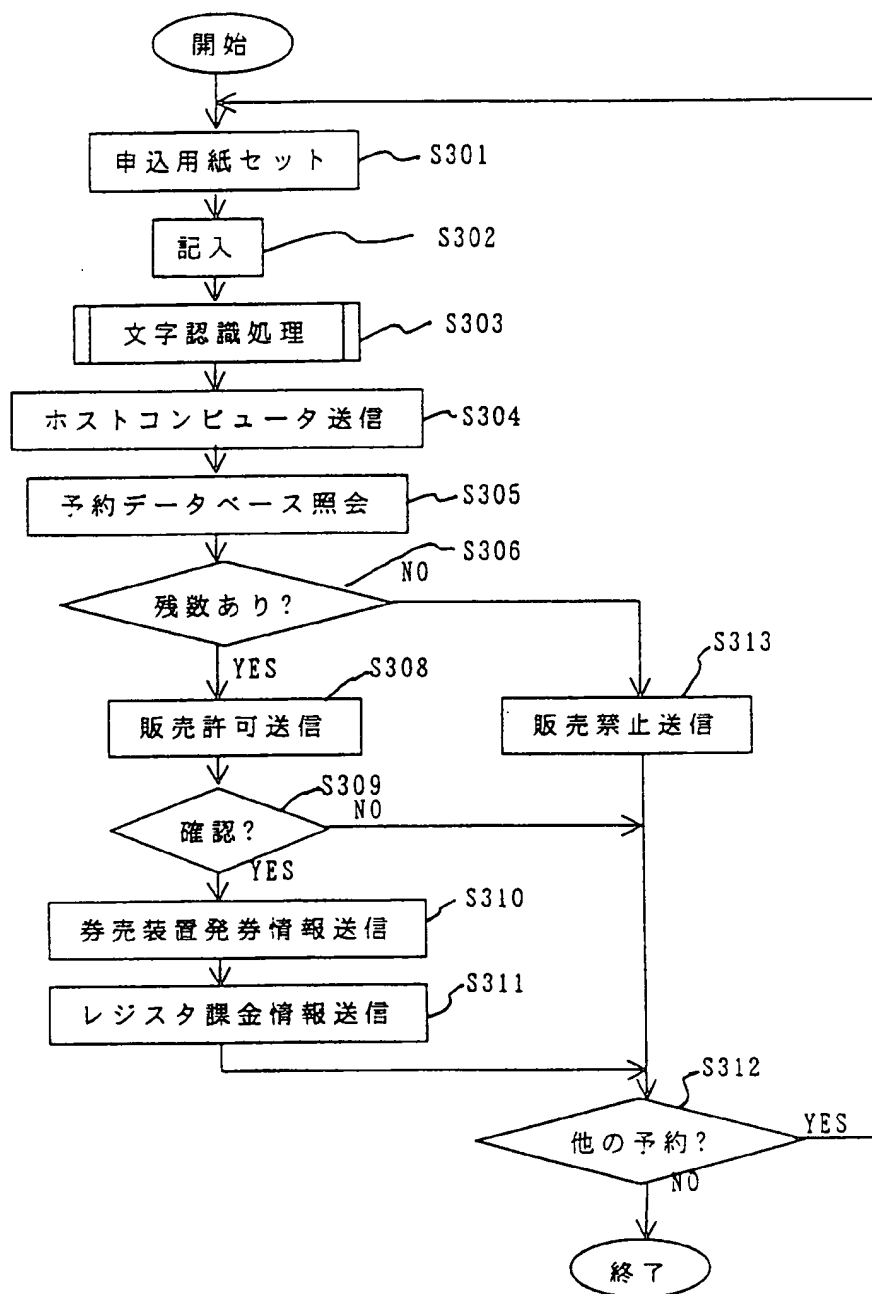 開始
申込用紙セット
S301
記入
S302
文字認識処理
S303
ホストコンピュータ送信
S304
予約データベース照会
S305
S306
残数あり?
NO
YES
S308
販売許可送信
S313
販売禁止送信
S309
確認?
NO
YES
S310
券売装置発券情報送信
S311
レジスタ課金情報送信
S312
他の予約?
YES
NO
終了